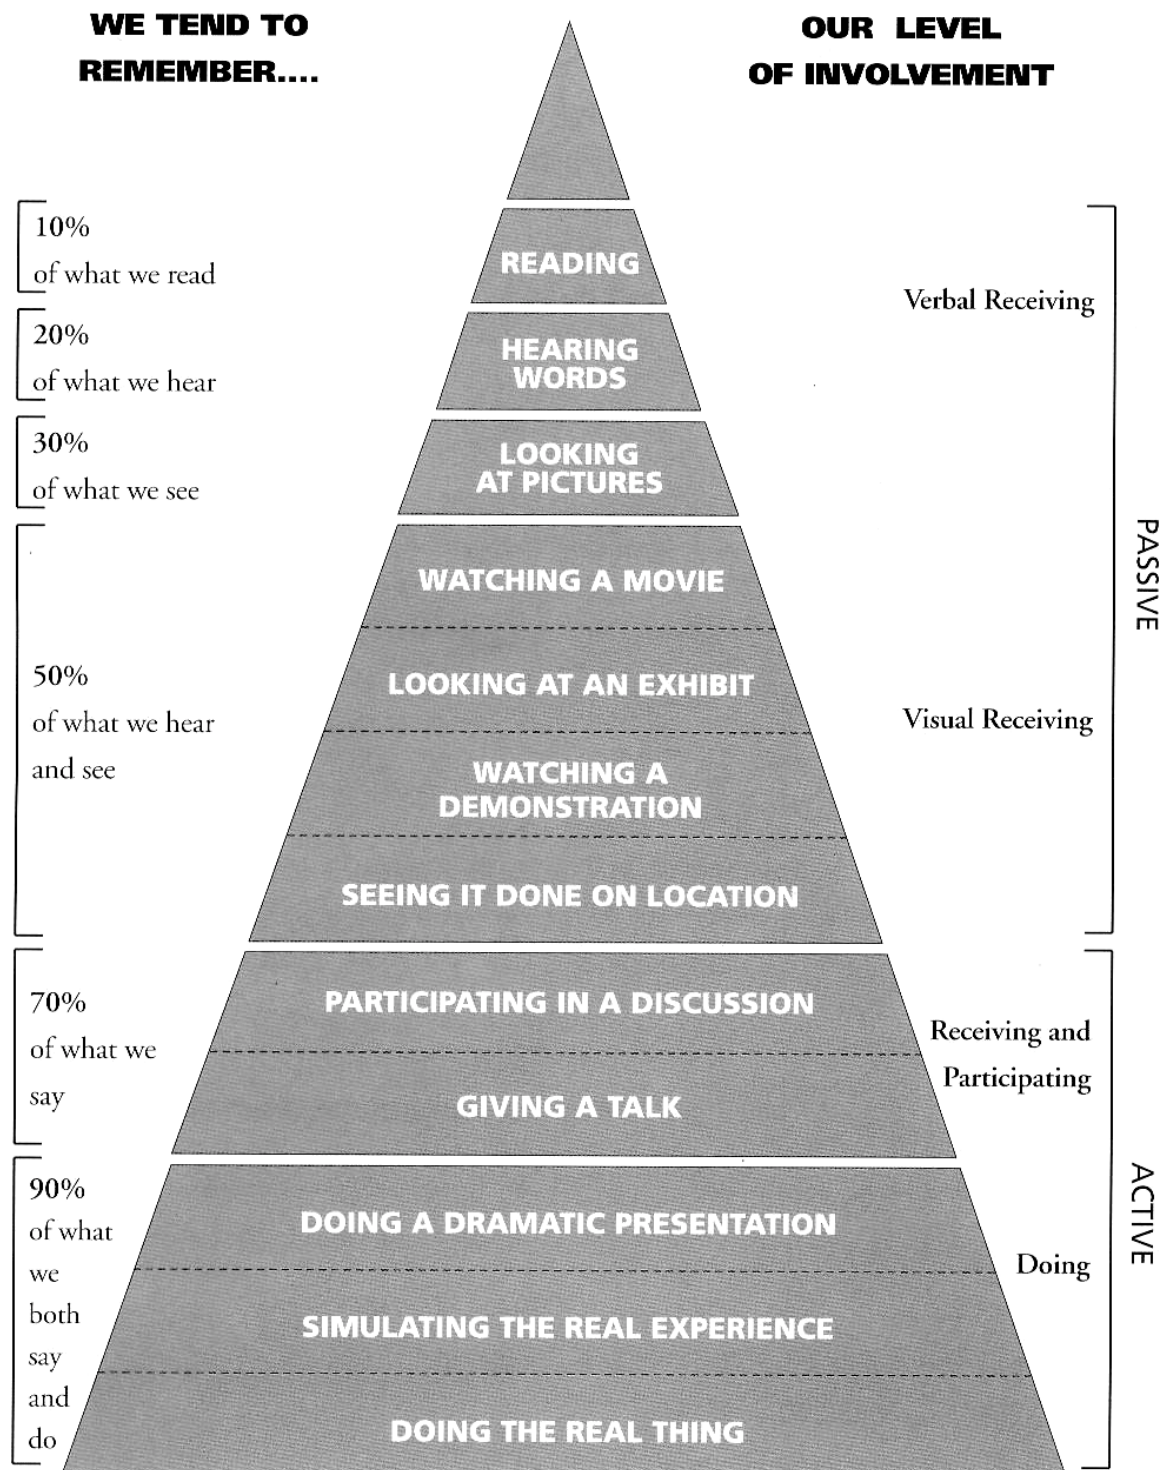 WE TEND TO
REMEMBER....
OUR LEVEL
OF INVOLVEMENT
10%
of what we read
READING
Verbal Receiving
20%
of what we hear
HEARING
WORDS
30%
of what we see
LOOKING
AT PICTURES
PASSIVE
WATCHING A MOVIE
50%
of what we hear
and see
LOOKING AT AN EXHIBIT
Visual Receiving
WATCHING A
DEMONSTRATION
SEEING IT DONE ON LOCATION
70%
of what we
say
PARTICIPATING IN A DISCUSSION
Receiving and
Participating
GIVING A TALK
ACTIVE
90%
of what
we
both
say
and
do
DOING A DRAMATIC PRESENTATION
Doing
SIMULATING THE REAL EXPERIENCE
DOING THE REAL THING